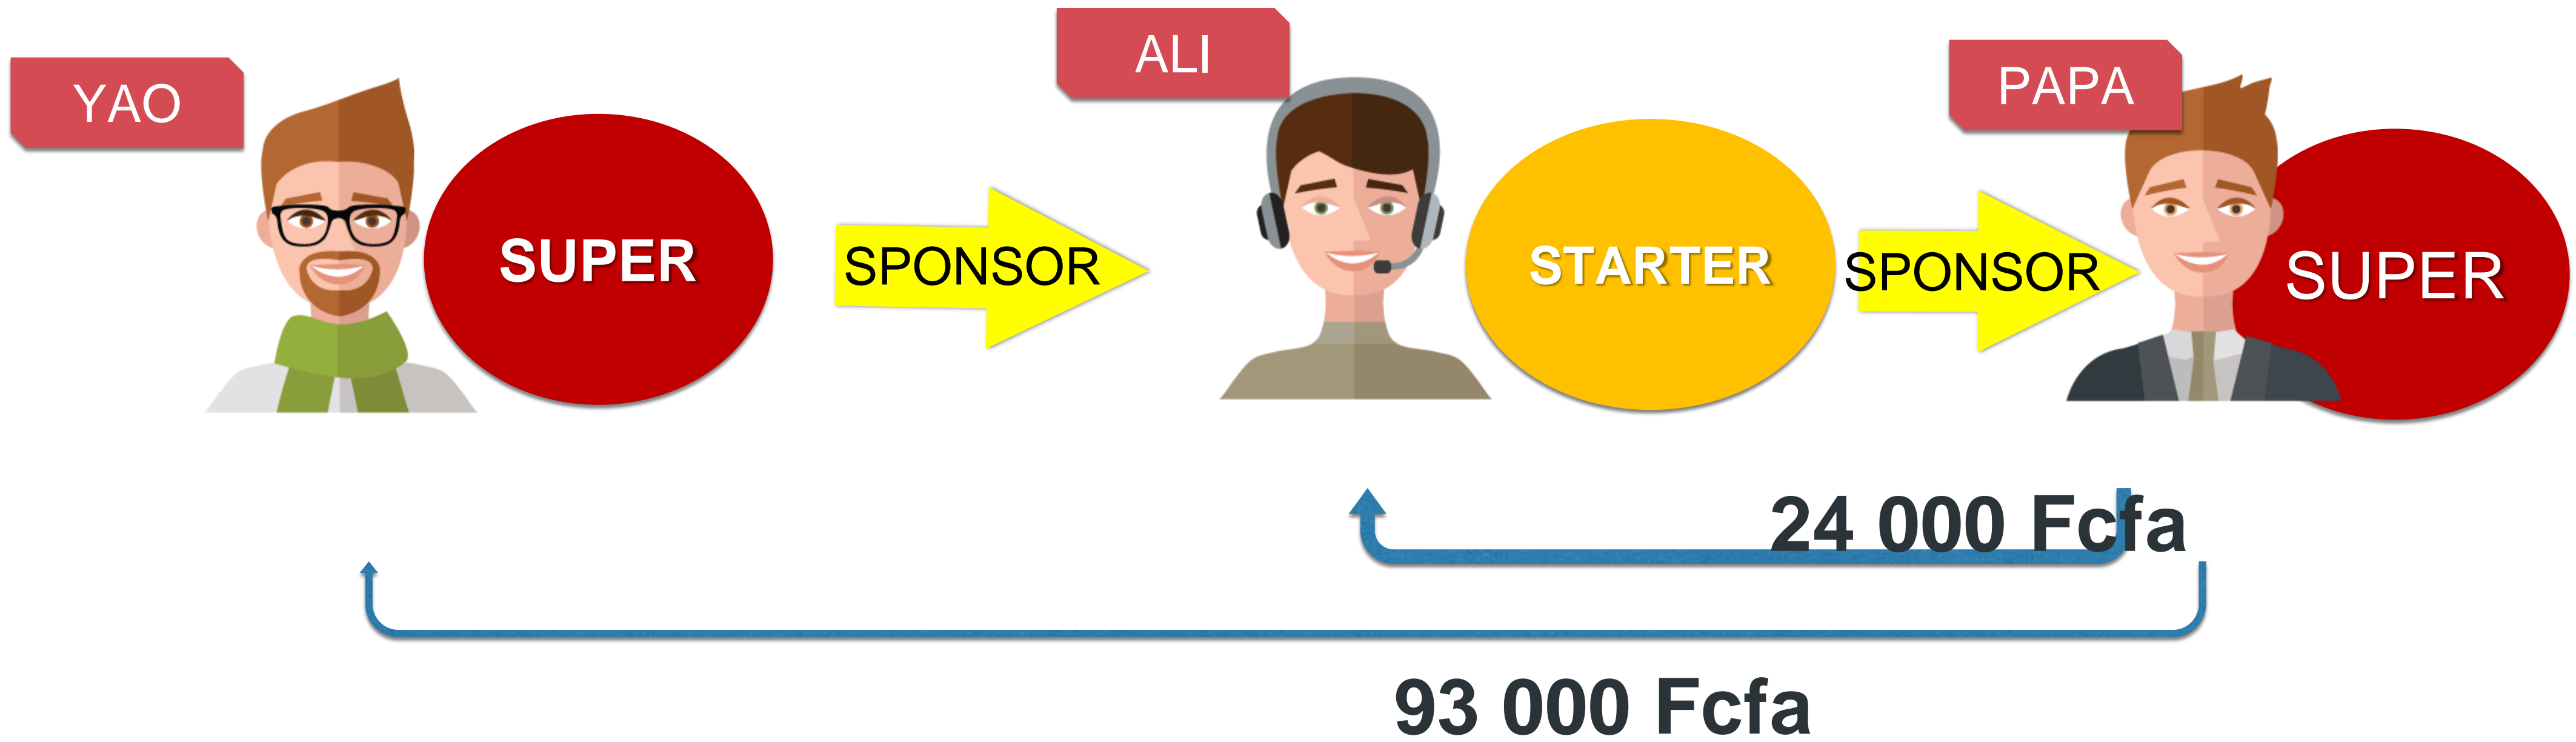 YAO
ALI
PAPA
SUPER
SPONSOR
STARTER
SPONSOR
SUPER
24 000 Fcfa
93 000 Fcfa